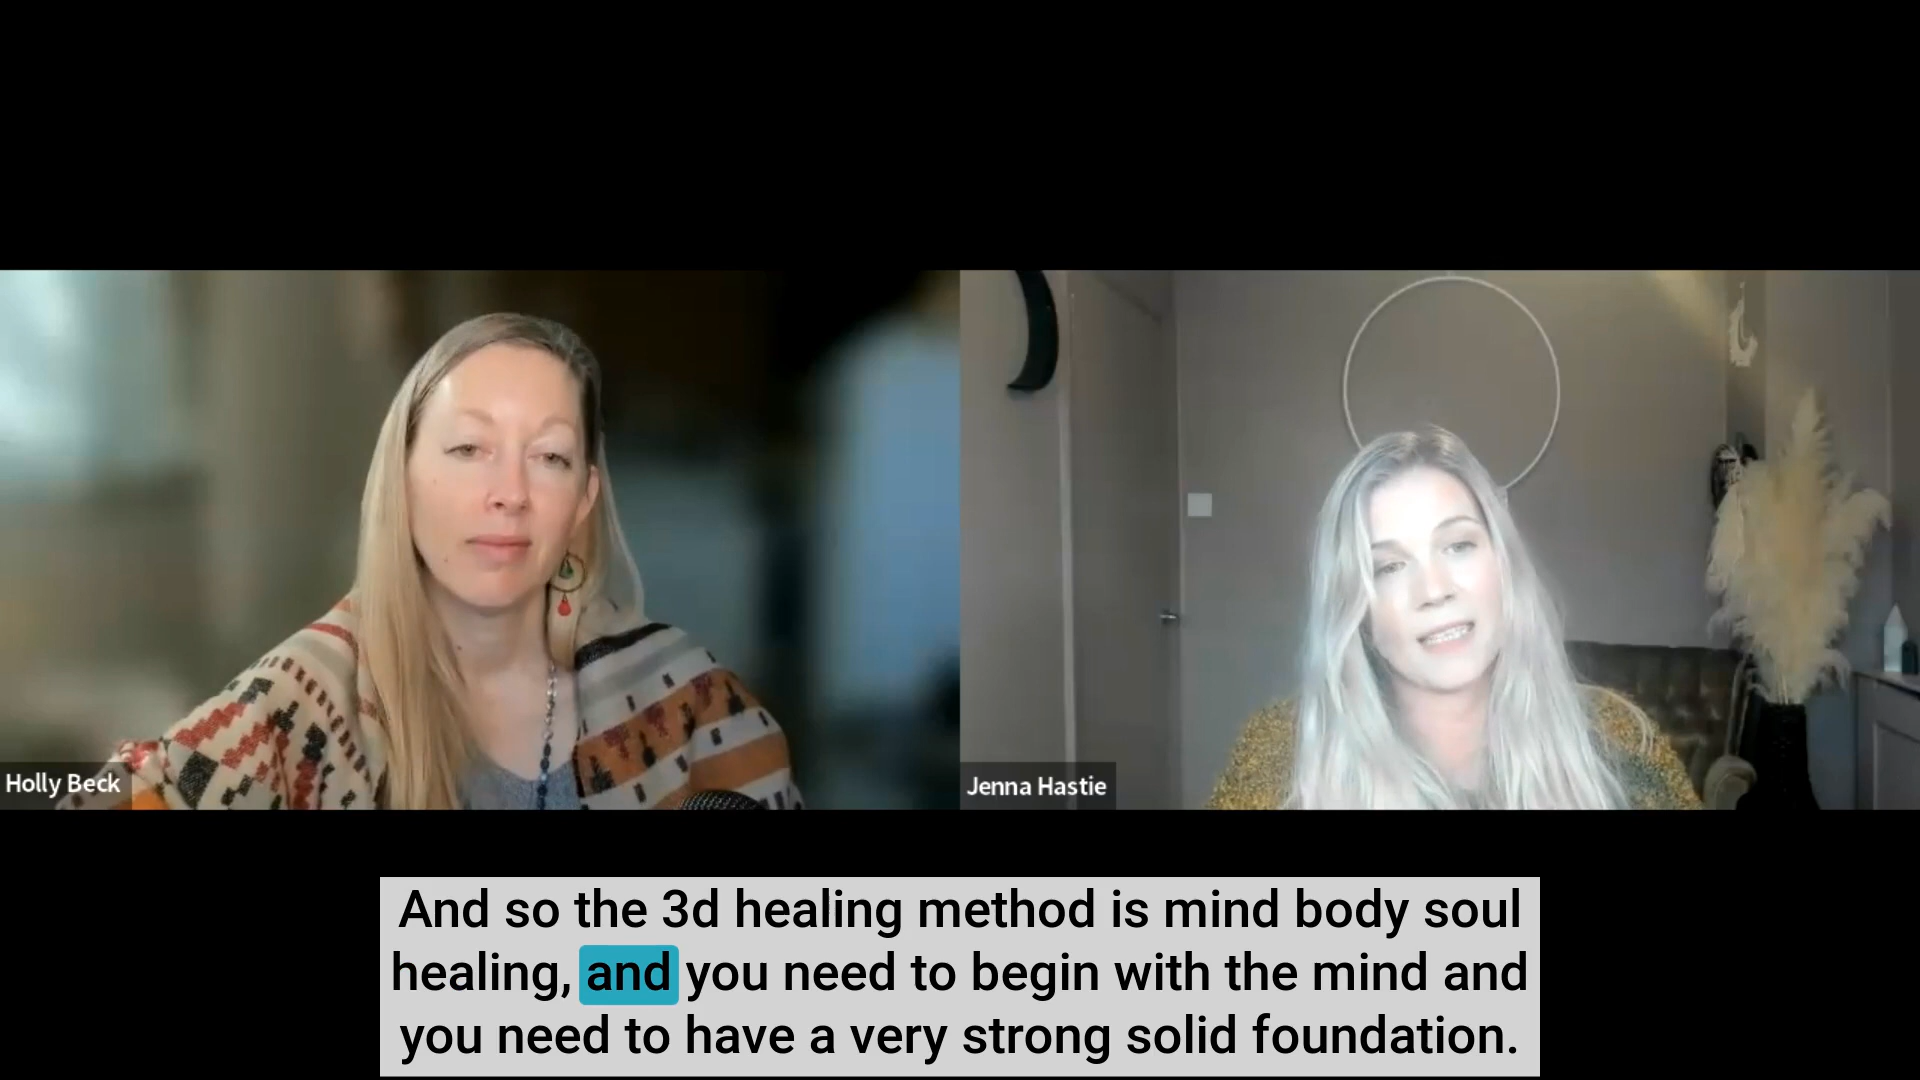 Holly Beck
Jenna Hastie
And so the 3d healing method is mind body soul
healing, and you need to begin with the mind and
you need to have a very strong solid foundation.